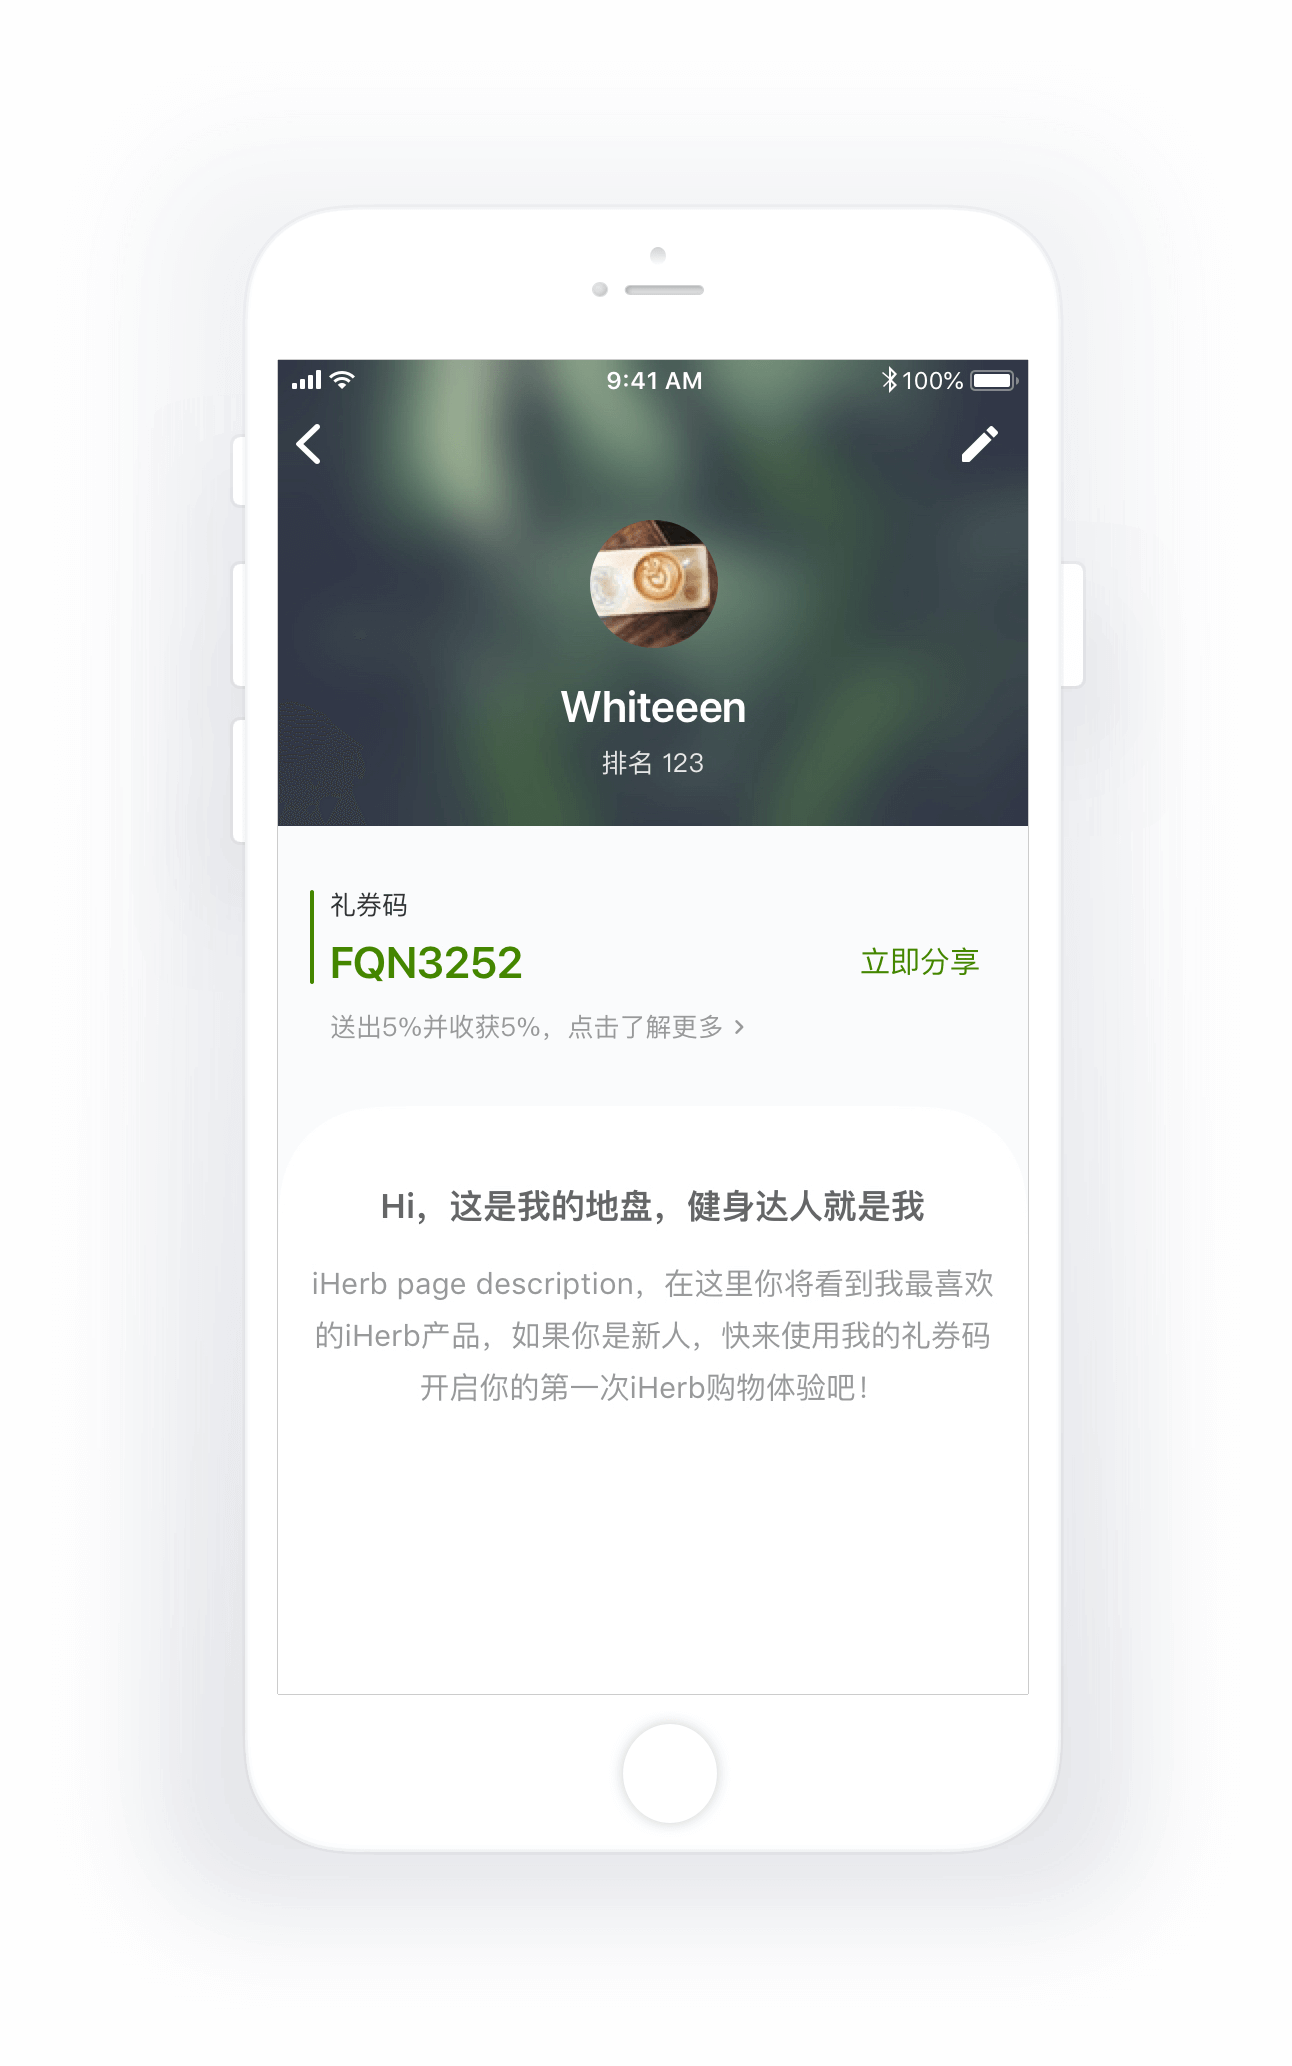 9:41 AM
100%
Whiteeen
排名 123
礼券码
FQN3252
立即分享
送出5%并收获5%，点击了解更多
Hi，这是我的地盘，健身达人就是我
iHerb page description，在这里你将看到我最喜欢
的iHerb产品，如果你是新人，快来使用我的礼券码
开启你的第一次iHerb购物体验吧！